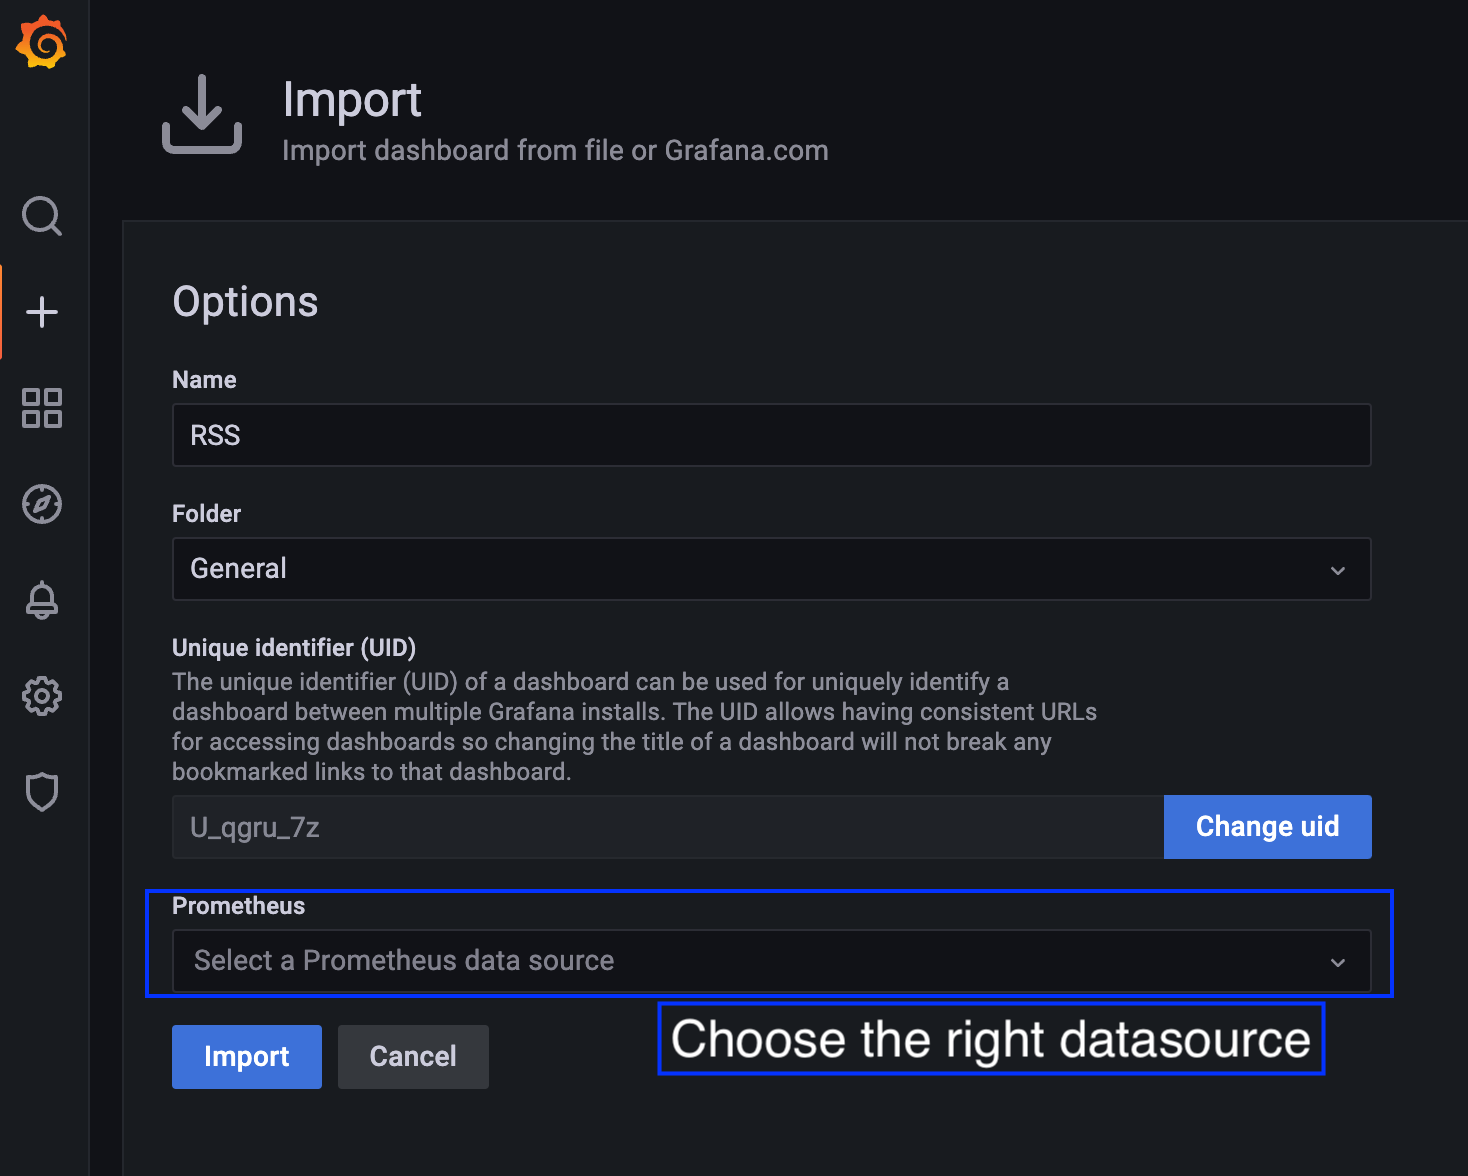 Import
Import dashboard from file or Grafana.com
Options
Name
RSS
Folder
General
Unique identifier (UID)
The unique identifier (UID) of a dashboard can be used for uniquely identify a
dashboard between multiple Grafana installs. The UID allows having consistent URLs
for accessing dashboards so changing the title of a dashboard will not break any
bookmarked links to that dashboard.
U_qgru_7z
Change uid
Prometheus
Select a Prometheus data source
Choose the right datasource
Import
Cancel